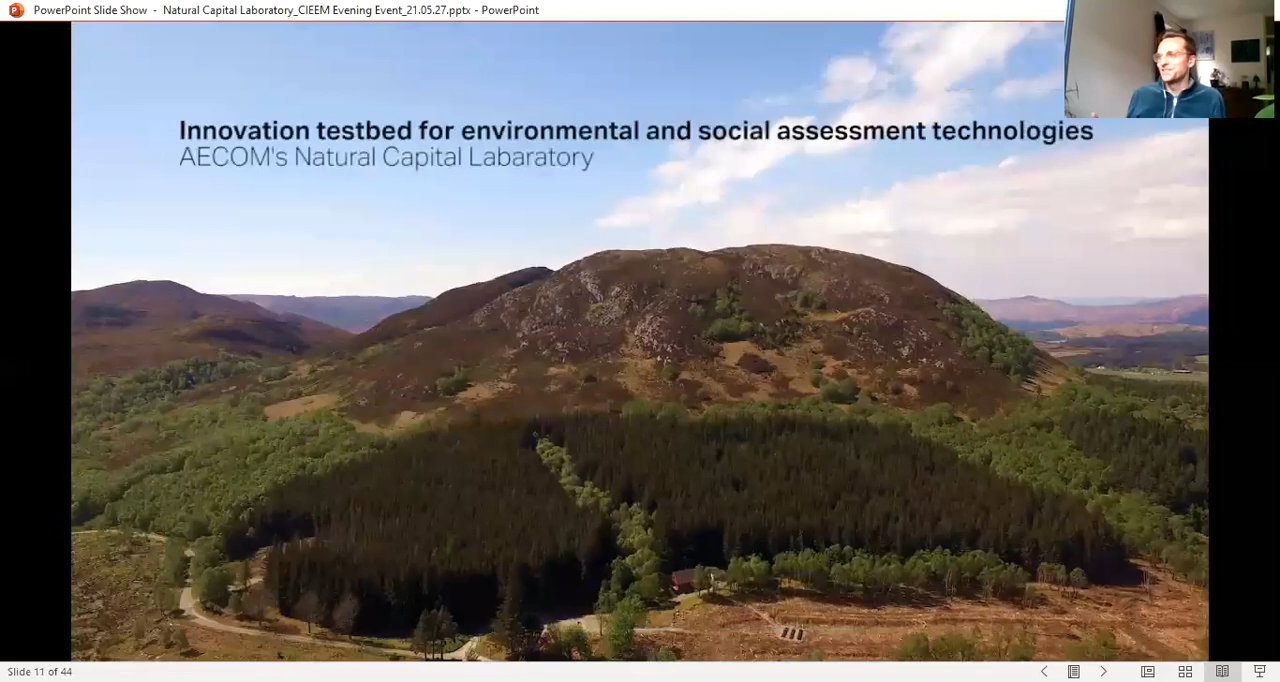 PowerPoint Slide Show - Natural Capital Laboratory_CIEEM Evening Event_21.05.27.pptx - PowerPoint
Innovation testbed for environmental and social assessment technologies
AECOM's Natural Capital Labaratory
Slide 11 of 44